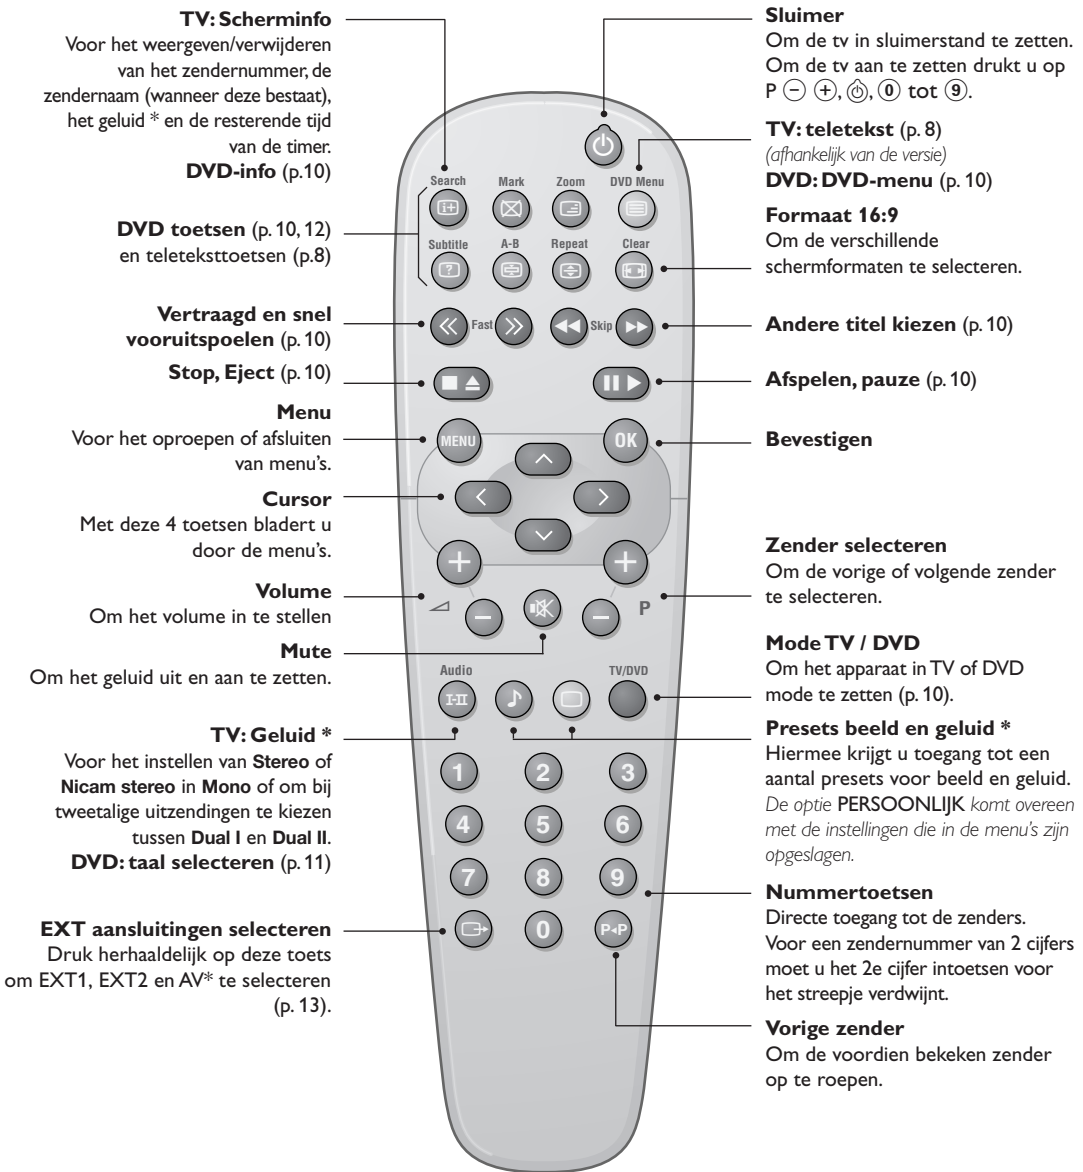 TV: Scherminfo
Voor het weergeven/verwijderen
van het zendernummer, de
zendernaam (wanneer deze bestaat),
het geluid * en de resterende tijd
van de timer.
DVD-info (p.10)
DVD toetsen (p. 10, 12)
en teleteksttoetsen (p.8)
Vertraagd en snel
vooruitspoelen (p. 10)
Stop, Eject (p. 10)
Menu
Voor het oproepen of afsluiten
van menu's.
Cursor
Met deze 4 toetsen bladert u
door de menu's.
Volume
Om het volume in te stellen
Mute
Om het geluid uit en aan te zetten.
TV: Geluid *
Voor het instellen van Stereo of
Nicam stereo in Mono of om bij
tweetalige uitzendingen te kiezen
tussen Dual I en Dual II.
DVD: taal selecteren (p. 11)
EXT aansluitingen selecteren
Druk herhaaldelijk op deze toets
om EXT1, EXT2 en AV* te selecteren
(p. 13).
Search Mark Zoom DVD Menu
i+
Subtitle A-B Repeat Clear
?
Fast Skip
MENU OK
+ +
- - P
Audio TV/DVD
I-II
1 2 3
4 5 6
7 8 9
0 P◂P
Sluimer
Om de tv in sluimerstand te zetten.
Om de tv aan te zetten drukt u op
P - +, ⏻, 0 tot 9.
TV: teletekst (p. 8)
(afhankelijk van de versie)
DVD: DVD-menu (p. 10)
Formaat 16:9
Om de verschillende
schermformaten te selecteren.
Andere titel kiezen (p. 10)
Afspelen, pauze (p. 10)
Bevestigen
Zender selecteren
Om de vorige of volgende zender
te selecteren.
Mode TV / DVD
Om het apparaat in TV of DVD
mode te zetten (p. 10).
Presets beeld en geluid *
Hiermee krijgt u toegang tot een
aantal presets voor beeld en geluid.
De optie PERSOONLIJK komt overeen
met de instellingen die in de menu's zijn
opgeslagen.
Nummertoetsen
Directe toegang tot de zenders.
Voor een zendernummer van 2 cijfers
moet u het 2e cijfer intoetsen voor
het streepje verdwijnt.
Vorige zender
Om de voordien bekeken zender
op te roepen.